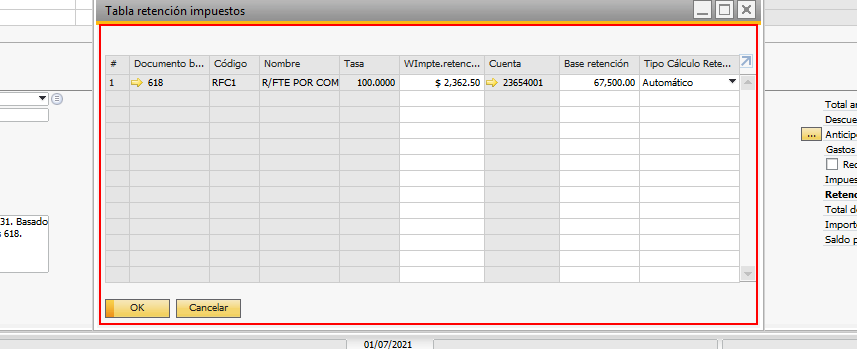 Tabla retención impuestos
# Documento b... Código Nombre Tasa WImpte.retenc... Cuenta Base retención Tipo Cálculo Rete...
1 618 RFC1 R/FTE POR COM 100.0000 $ 2,362.50 23654001 67,500.00 Automático
Total
Descue
... Anticip
Gastos
Rec
Impues
31. Basado
Retenc
618.
Total d
Import
Saldo p
OK Cancelar
01/07/2021